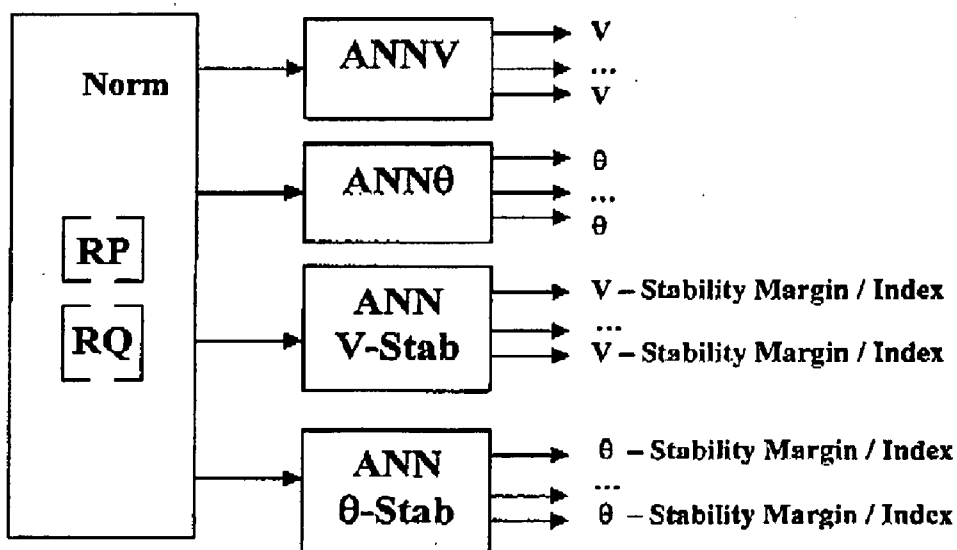 Norm
[RP]
[RQ]
ANNV
V
...
V
ANNθ
θ
...
θ
ANN
V-Stab
V – Stability Margin / Index
...
V – Stability Margin / Index
ANN
θ-Stab
θ – Stability Margin / Index
...
θ – Stability Margin / Index